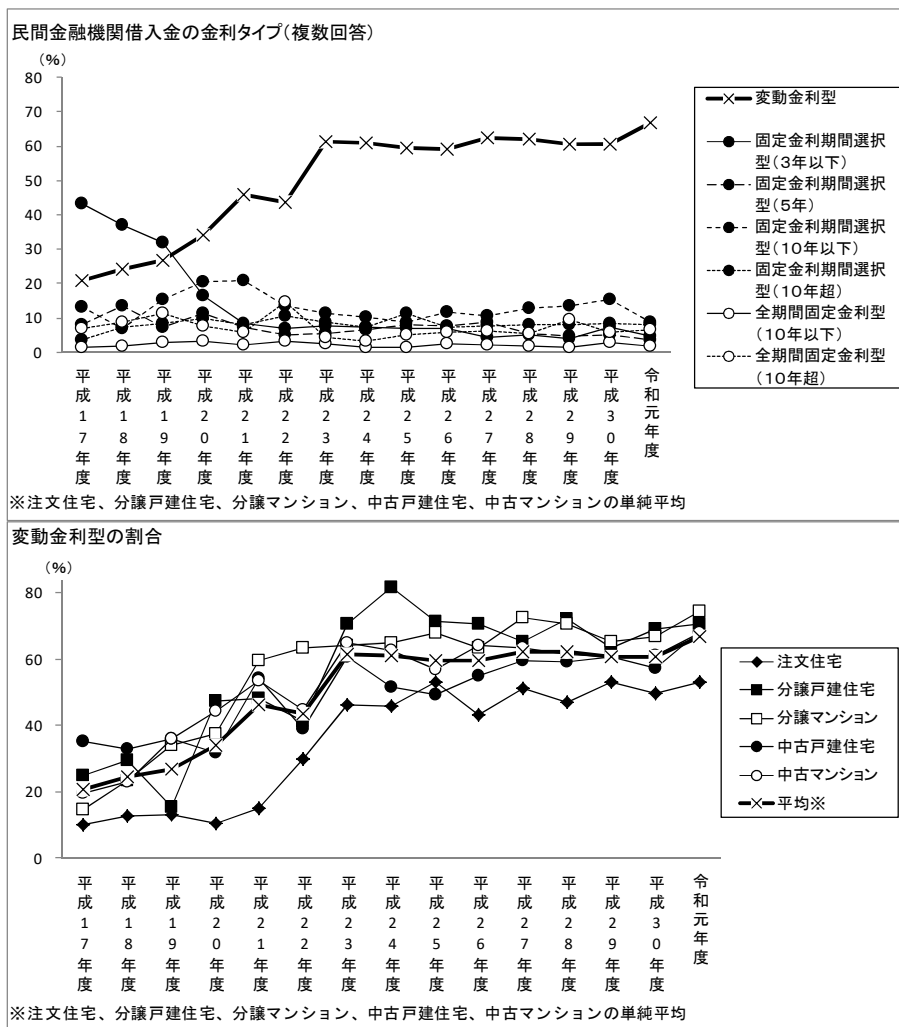 民間金融機関借入金の金利タイプ(複数回答)
(%)
80
70
60
50
40
30
20
10
0
平成17年度
平成18年度
平成19年度
平成20年度
平成21年度
平成22年度
平成23年度
平成24年度
平成25年度
平成26年度
平成27年度
平成28年度
平成29年度
平成30年度
令和元年度
変動金利型
固定金利期間選択
型(3年以下)
固定金利期間選択
型(5年)
固定金利期間選択
型(10年以下)
固定金利期間選択
型(10年超)
全期間固定金利型
(10年以下)
全期間固定金利型
(10年超)
※注文住宅、分譲戸建住宅、分譲マンション、中古戸建住宅、中古マンションの単純平均
変動金利型の割合
(%)
80
60
40
20
0
平成17年度
平成18年度
平成19年度
平成20年度
平成21年度
平成22年度
平成23年度
平成24年度
平成25年度
平成26年度
平成27年度
平成28年度
平成29年度
平成30年度
令和元年度
注文住宅
分譲戸建住宅
分譲マンション
中古戸建住宅
中古マンション
平均※
※注文住宅、分譲戸建住宅、分譲マンション、中古戸建住宅、中古マンションの単純平均